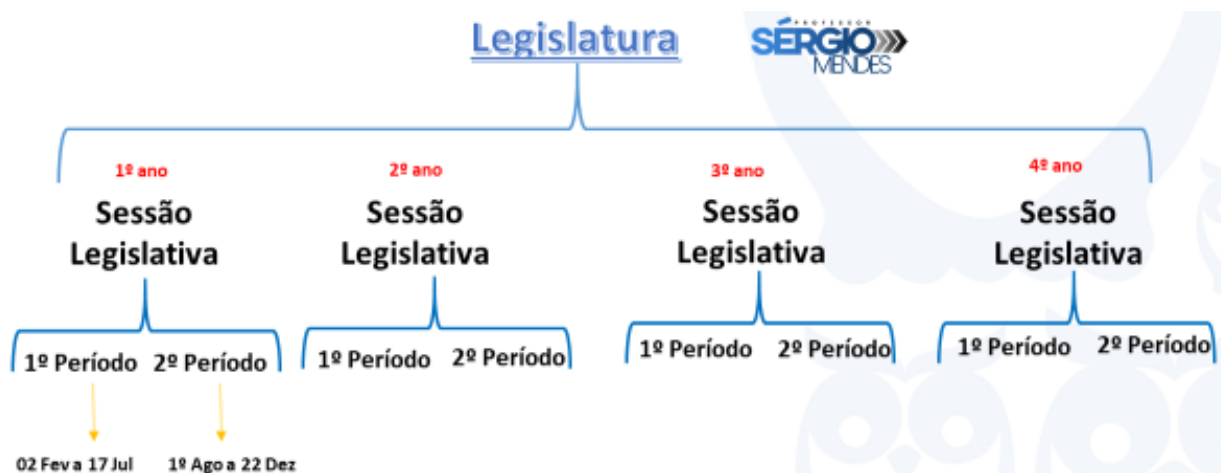 Legislatura
PROFESSOR
SÉRGIO
MENDES
1º ano
2º ano
3º ano
4º ano
Sessão
Legislativa
Sessão
Legislativa
Sessão
Legislativa
Sessão
Legislativa
1º Período
2º Período
1º Período
2º Período
1º Período
2º Período
1º Período
2º Período
02 Fev a 17 Jul
1º Ago a 22 Dez